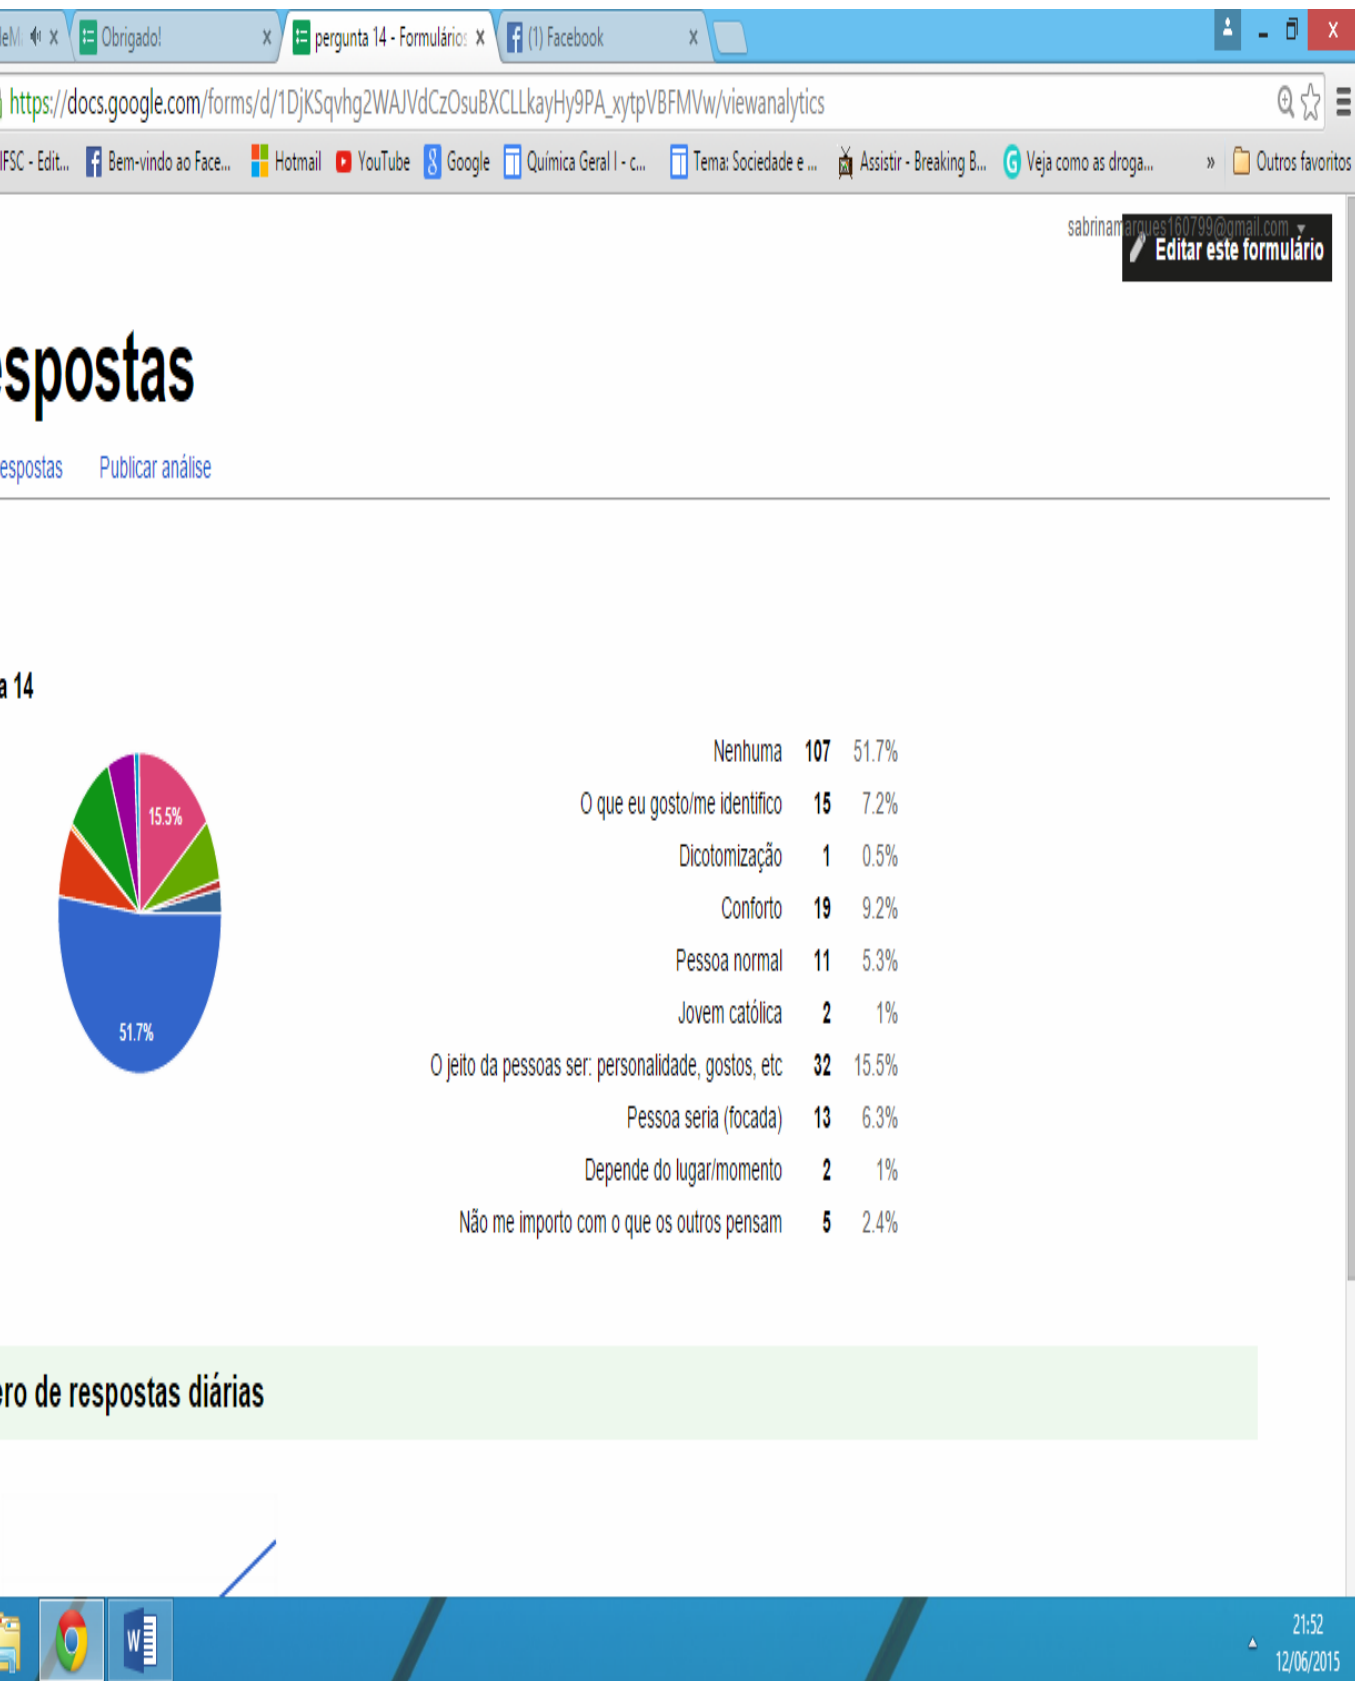 Obrigado!
pergunta 14 - Formulários
(1) Facebook
https://docs.google.com/forms/d/1DjKSqvhg2WAJVdCzOsuBXCLLkayHy9PA_xytpVBFMVw/viewanalytics
IFSC - Edit... Bem-vindo ao Face... Hotmail YouTube Google Química Geral I - c... Tema: Sociedade e ... Assistir - Breaking B... Veja como as droga... » Outros favoritos
sabrinamarques160799@gmail.com
Editar este formulário
espostas
espostas Publicar análise
a 14
Nenhuma 107 51.7%
O que eu gosto/me identifico 15 7.2%
Dicotomização 1 0.5%
Conforto 19 9.2%
Pessoa normal 11 5.3%
Jovem católica 2 1%
O jeito da pessoas ser: personalidade, gostos, etc 32 15.5%
Pessoa seria (focada) 13 6.3%
Depende do lugar/momento 2 1%
Não me importo com o que os outros pensam 5 2.4%
15.5%
51.7%
ero de respostas diárias
21:52
12/06/2015